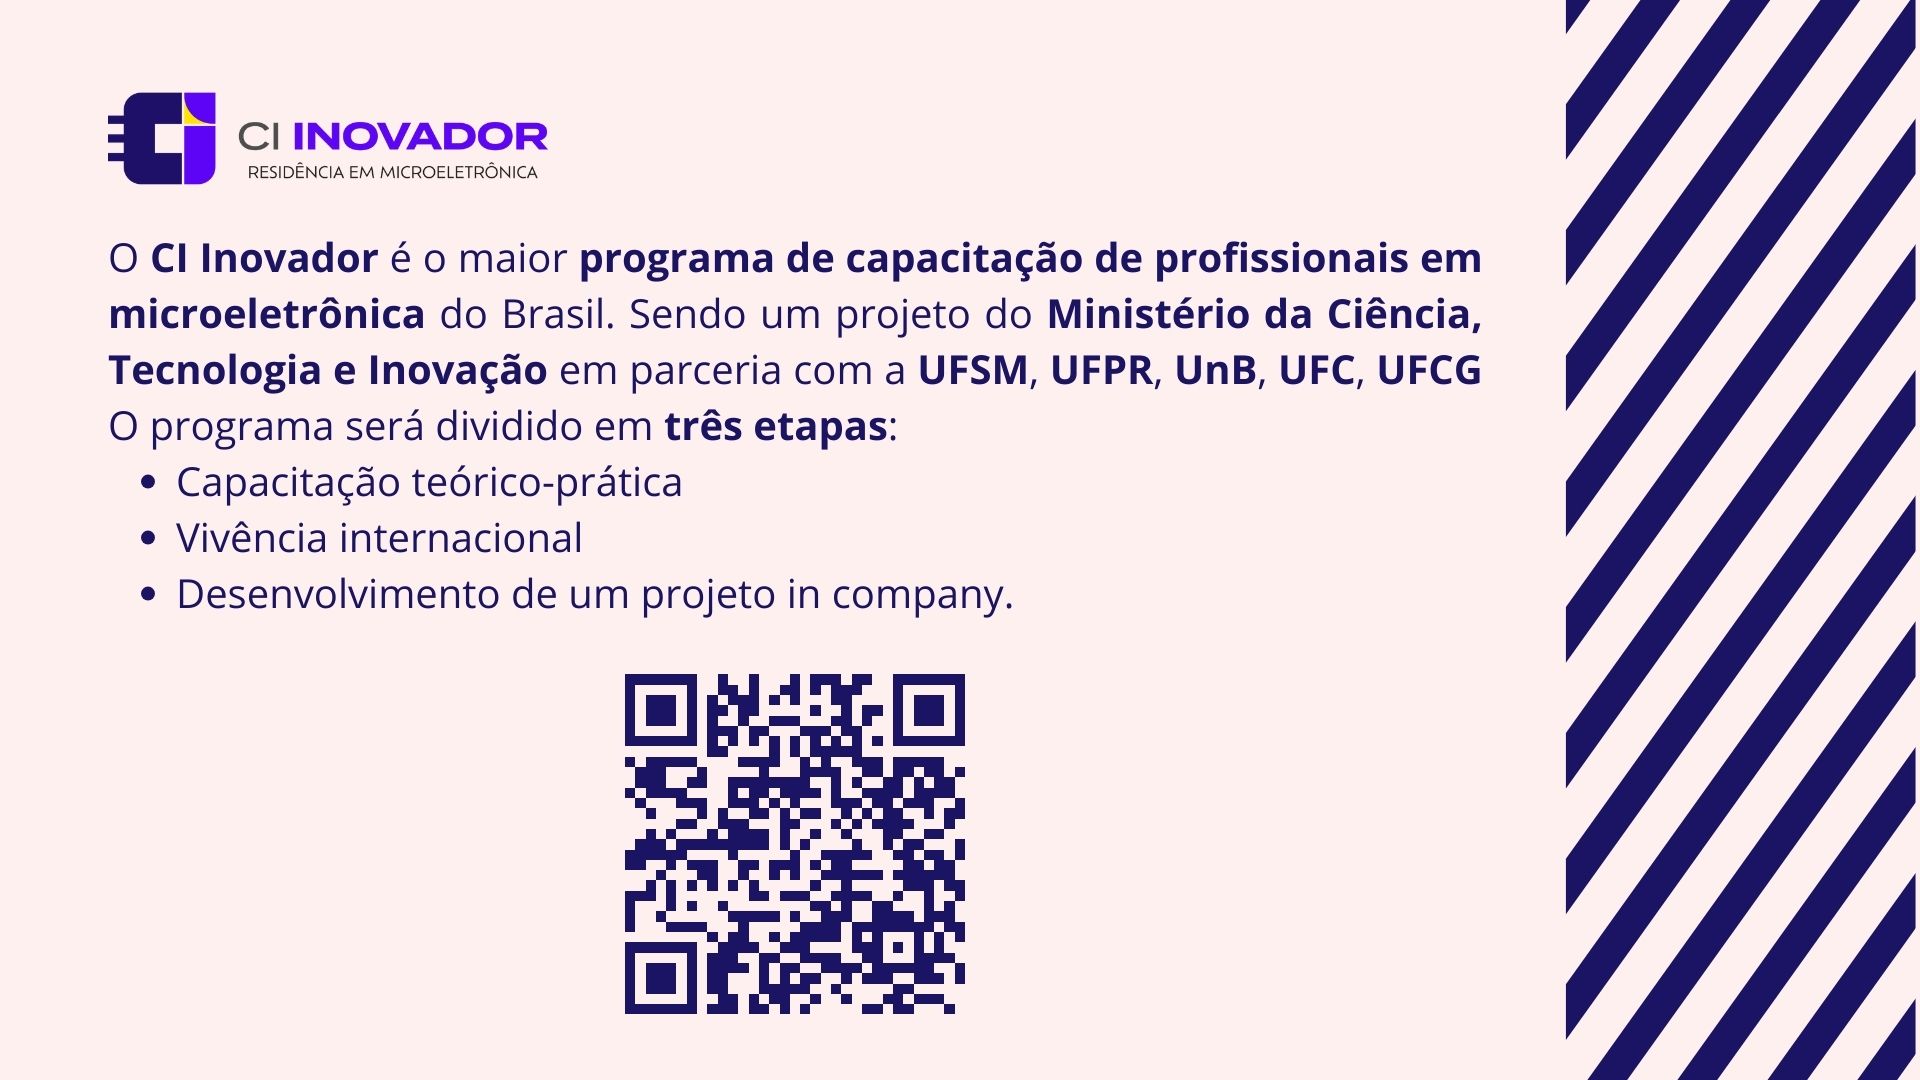 CI INOVADOR
RESIDÊNCIA EM MICROELETRÔNICA
O CI Inovador é o maior programa de capacitação de profissionais em
microeletrônica do Brasil. Sendo um projeto do Ministério da Ciência,
Tecnologia e Inovação em parceria com a UFSM, UFPR, UnB, UFC, UFCG
O programa será dividido em três etapas:
• Capacitação teórico-prática
• Vivência internacional
• Desenvolvimento de um projeto in company.